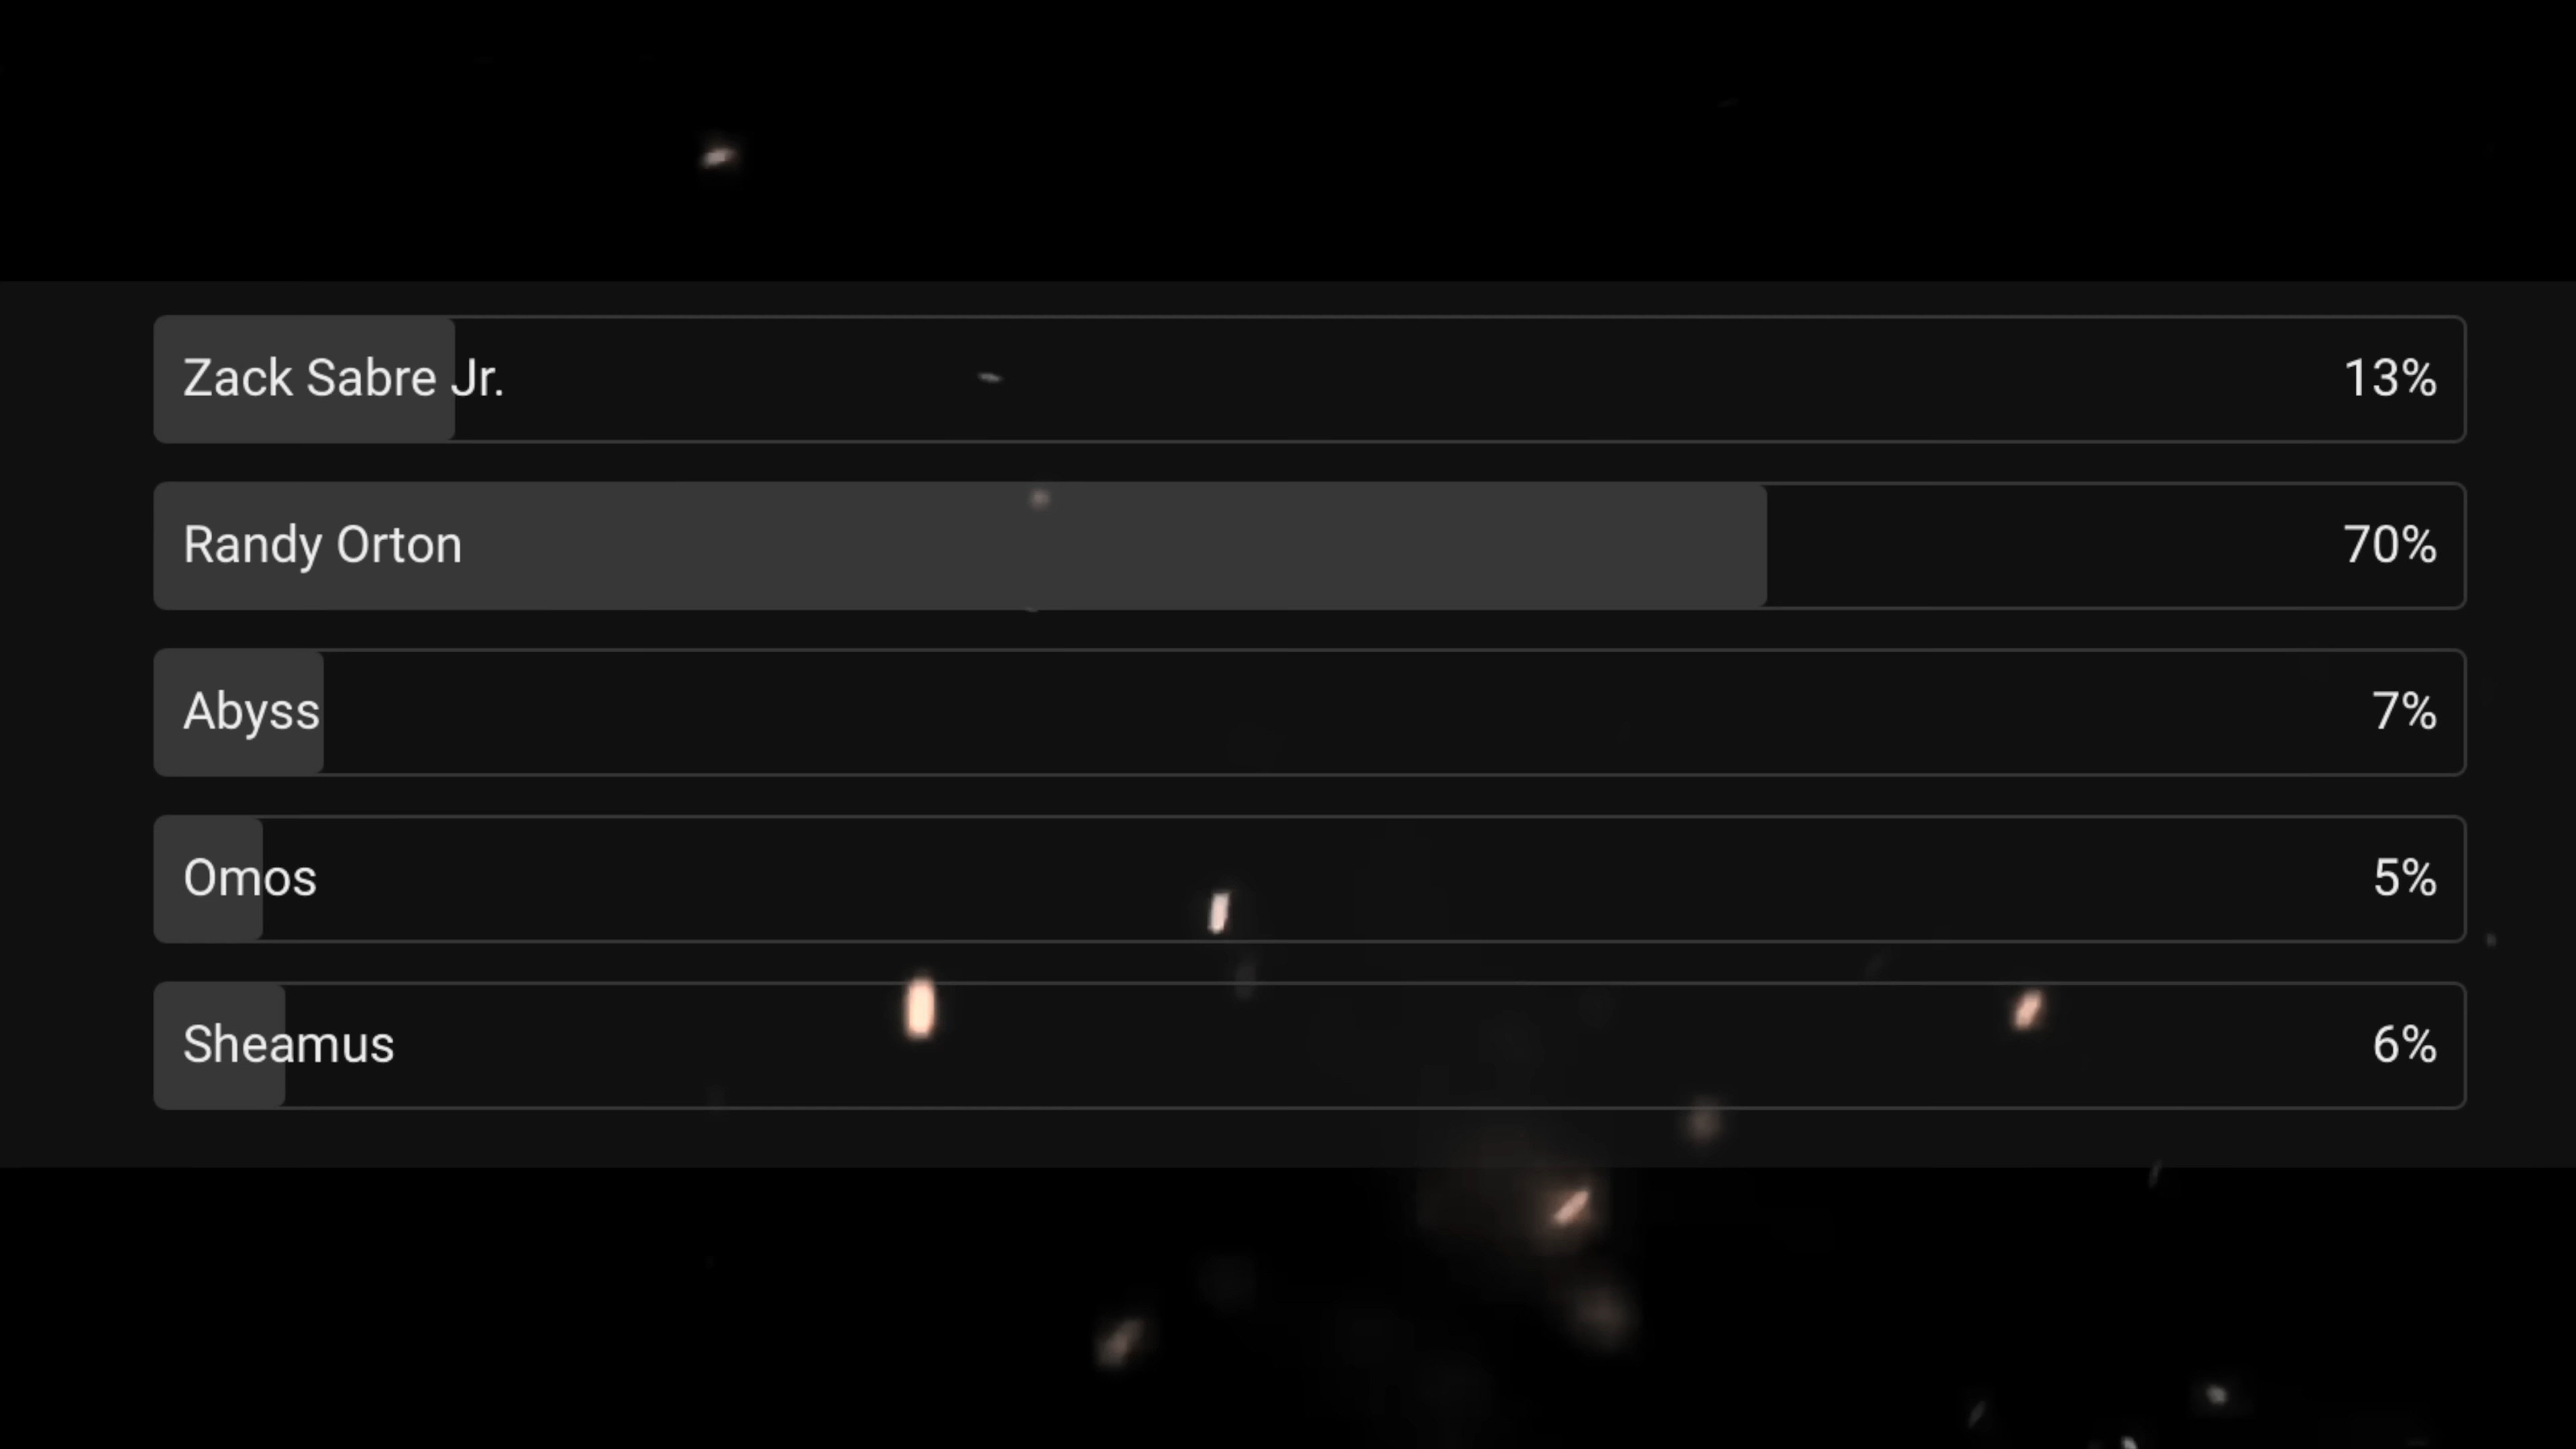 Zack Sabre Jr. 13%
Randy Orton 70%
Abyss 7%
Omos 5%
Sheamus 6%